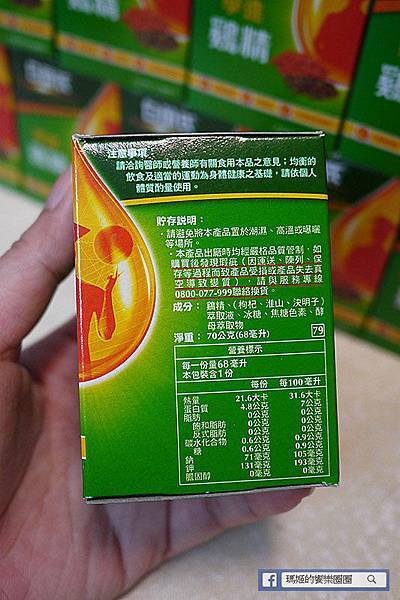 雞精
雞精
注意事項：
請洽詢醫師或營養師有關食用本品之意見；均衡的
飲食及適當的運動為身體健康之基礎，請依個人
體質酌量使用。
貯存說明：
·請避免將本產品置於潮濕、高溫或曝曬
等場所。
·本產品出廠時均經嚴格品質管制，如
購買後發現瑕疵（因運送、陳列、保
存等過程而致產品受損或產品失去真
空導致變質），請與服務專線
0800-077-999聯絡換貨。
成分：雞精、（枸杞、淮山、決明子）
萃取液、冰糖、焦糖色素、酵
母萃取物
淨重：70公克(68毫升)
79
營養標示
每一份量68毫升
本包裝含1份
每份 每100毫升
熱量 21.6大卡 31.6大卡
蛋白質 4.8公克 7公克
脂肪 0公克 0公克
飽和脂肪 0公克 0公克
反式脂肪 0公克 0公克
碳水化合物 0.6公克 0.9公克
糖 0.6公克 0.9公克
鈉 71毫克 105毫克
鉀 131毫克 193毫克
膽固醇 0毫克 0毫克
瑪姬的饗樂圈圈